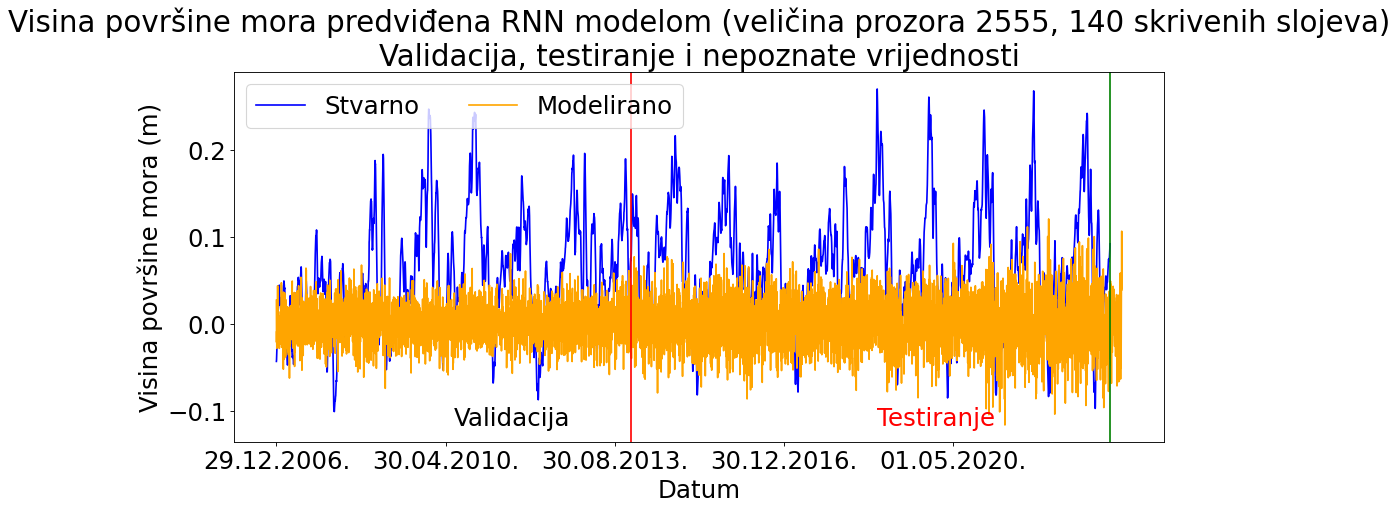 Visina površine mora predviđena RNN modelom (veličina prozora 2555, 140 skrivenih slojeva)
Validacija, testiranje i nepoznate vrijednosti
Stvarno Modelirano
Visina površine mora (m)
0.2
0.1
0.0
−0.1
Validacija Testiranje
29.12.2006. 30.04.2010. 30.08.2013. 30.12.2016. 01.05.2020.
Datum